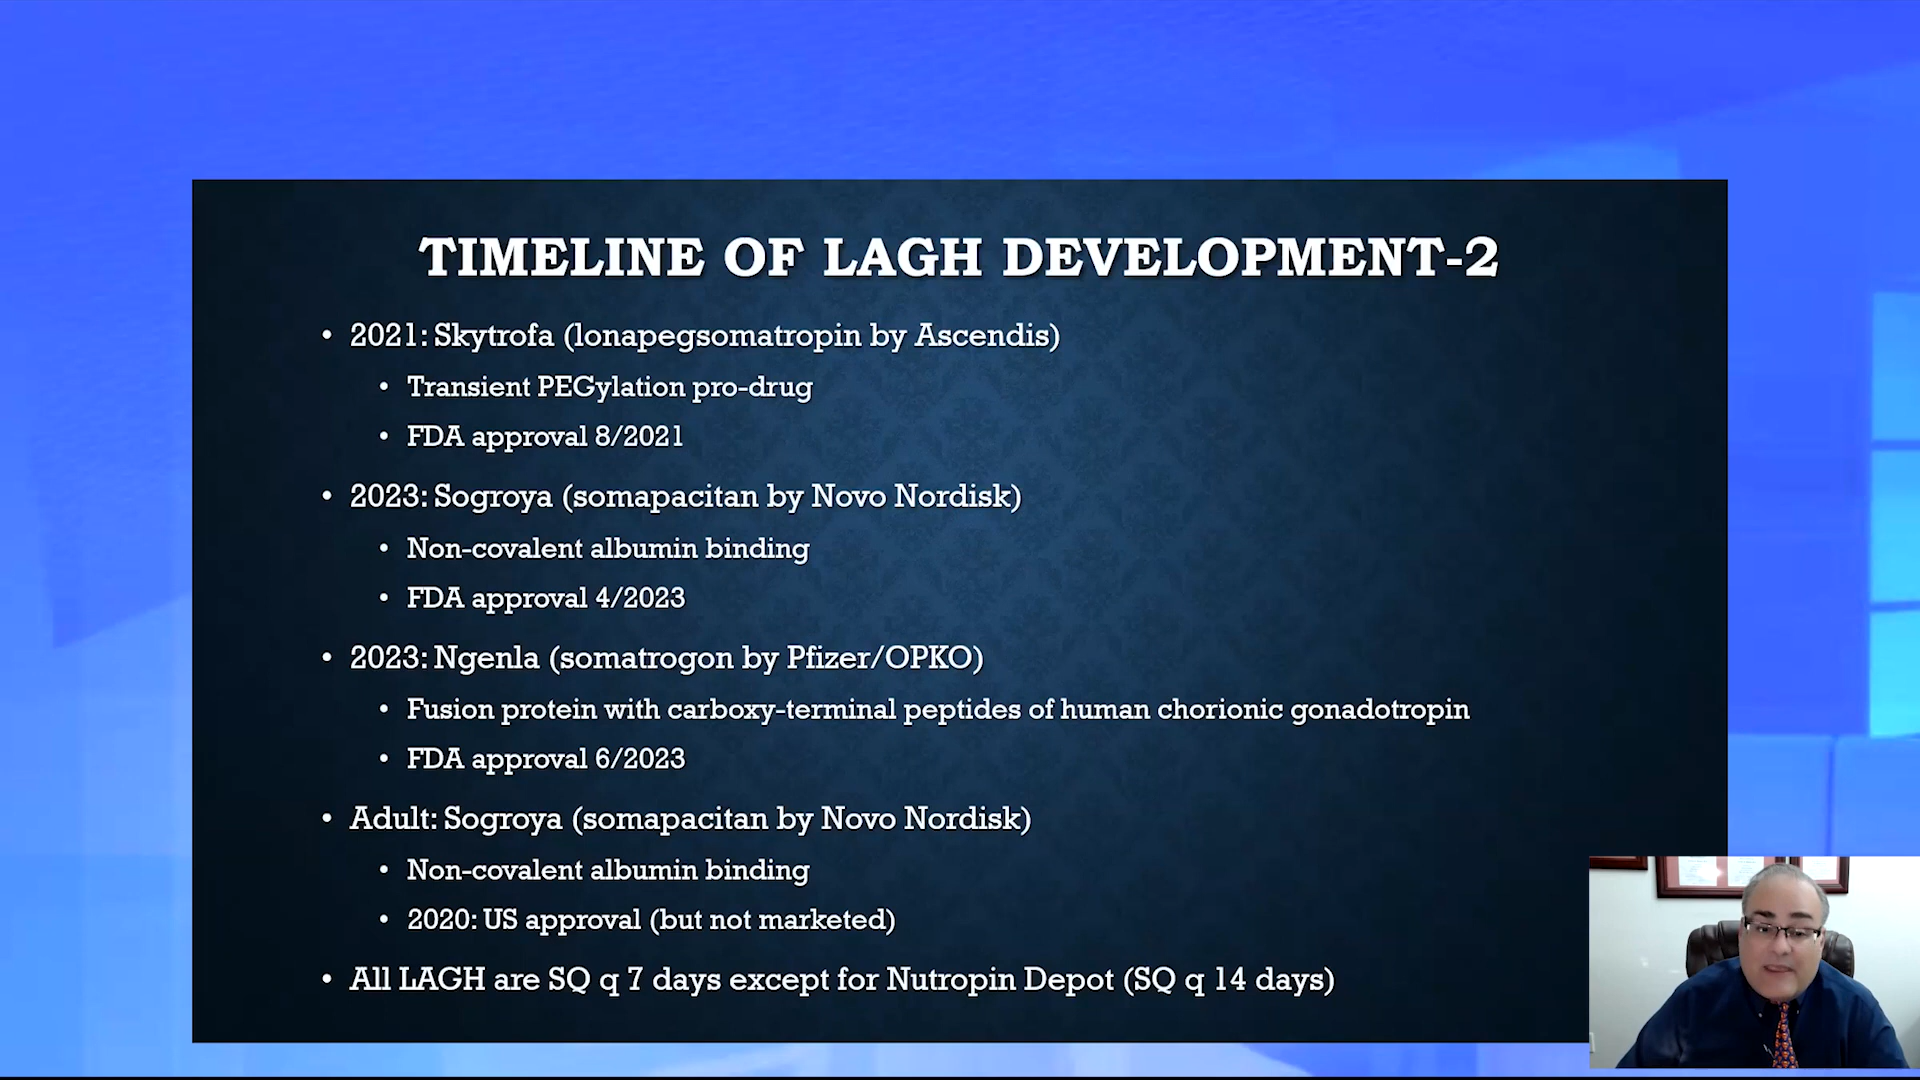 TIMELINE OF LAGH DEVELOPMENT-2
• 2021: Skytrofa (lonapegsomatropin by Ascendis)
• Transient PEGylation pro-drug
• FDA approval 8/2021
• 2023: Sogroya (somapacitan by Novo Nordisk)
• Non-covalent albumin binding
• FDA approval 4/2023
• 2023: Ngenla (somatrogon by Pfizer/OPKO)
• Fusion protein with carboxy-terminal peptides of human chorionic gonadotropin
• FDA approval 6/2023
• Adult: Sogroya (somapacitan by Novo Nordisk)
• Non-covalent albumin binding
• 2020: US approval (but not marketed)
• All LAGH are SQ q 7 days except for Nutropin Depot (SQ q 14 days)